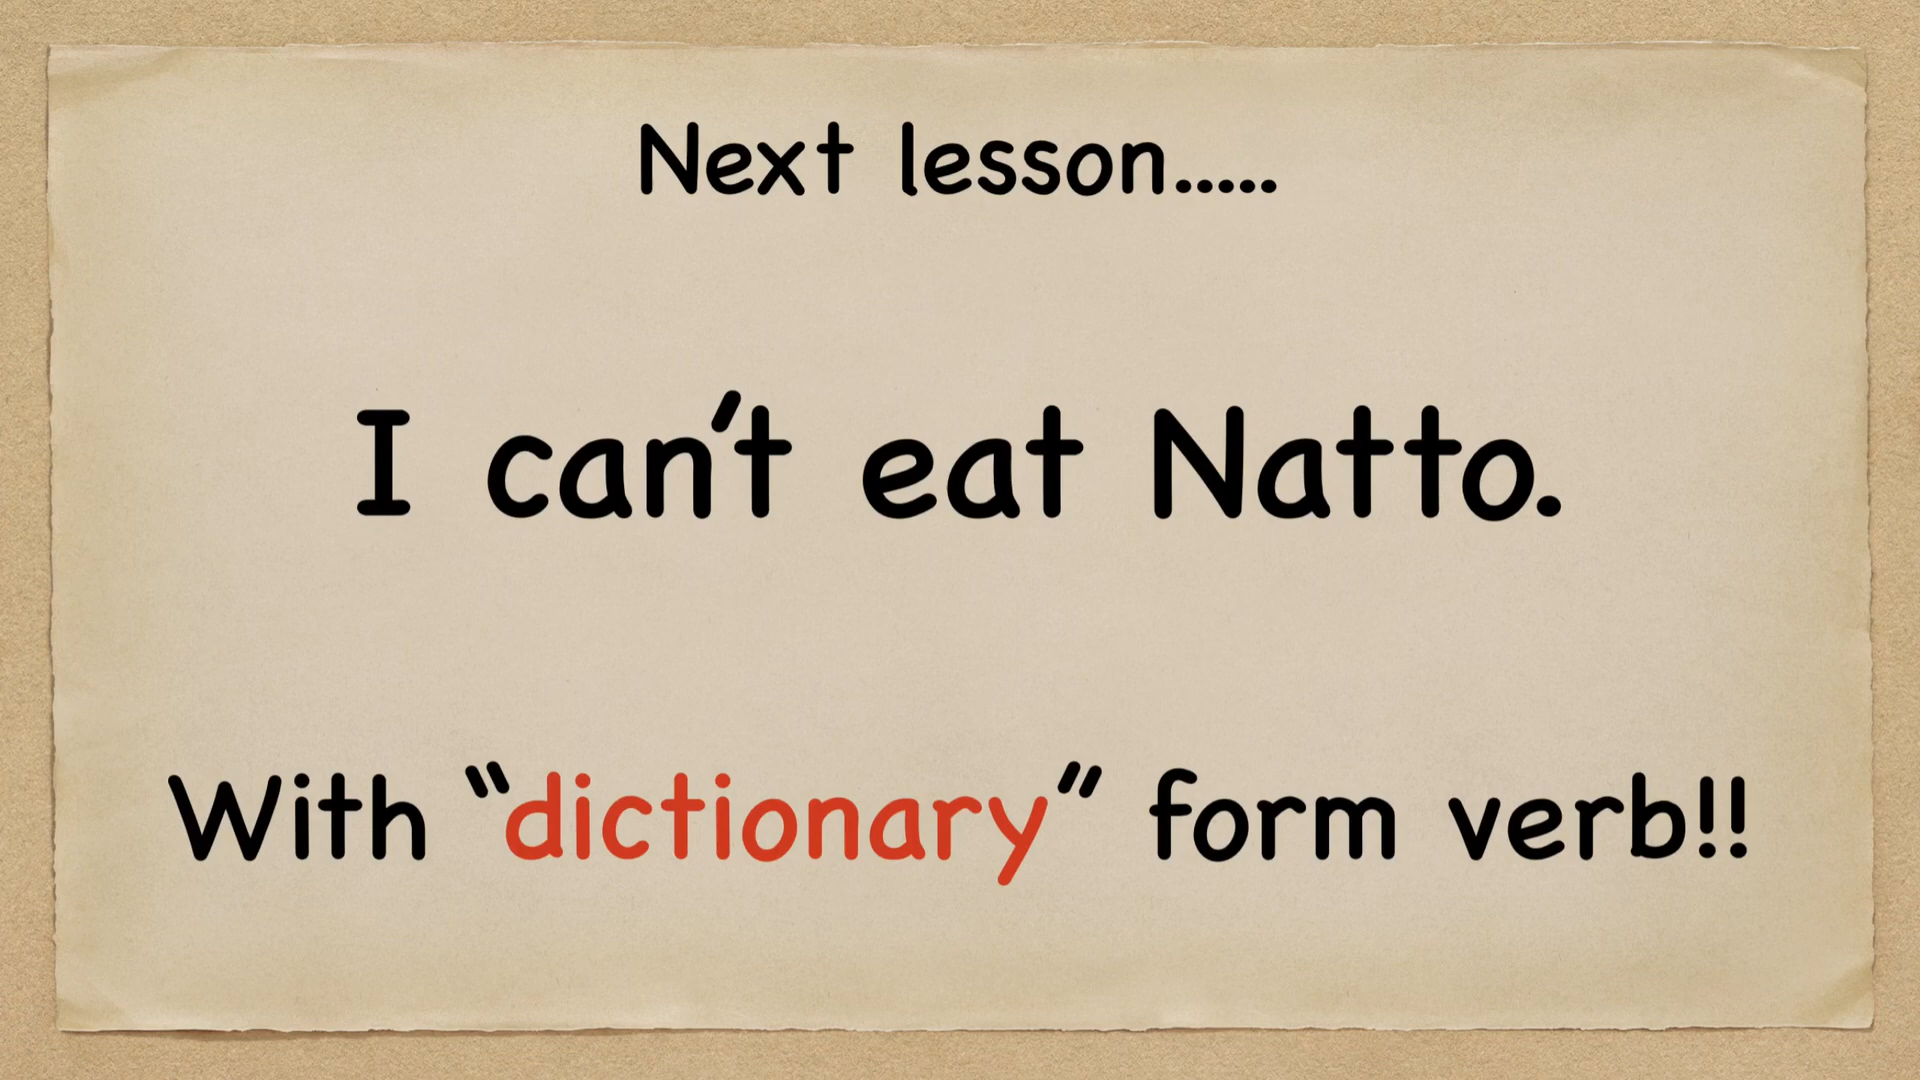 Next lesson.....
I can't eat Natto.
With “dictionary” form verb!!